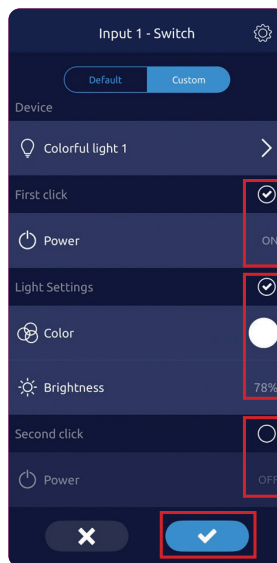 Input 1 - Switch
Default Custom
Device
Colorful light 1
First click
Power ON
Light Settings
Color
Brightness 78%
Second click
Power OFF